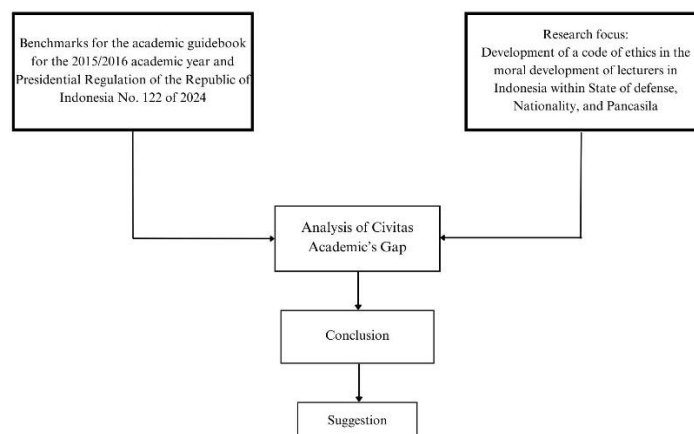 Benchmarks for the academic guidebook
for the 2015/2016 academic year and
Presidential Regulation of the Republic of
Indonesia No. 122 of 2024
Research focus:
Development of a code of ethics in the
moral development of lecturers in
Indonesia within State of defense,
Nationality, and Pancasila
Analysis of Civitas
Academic's Gap
Conclusion
Suggestion